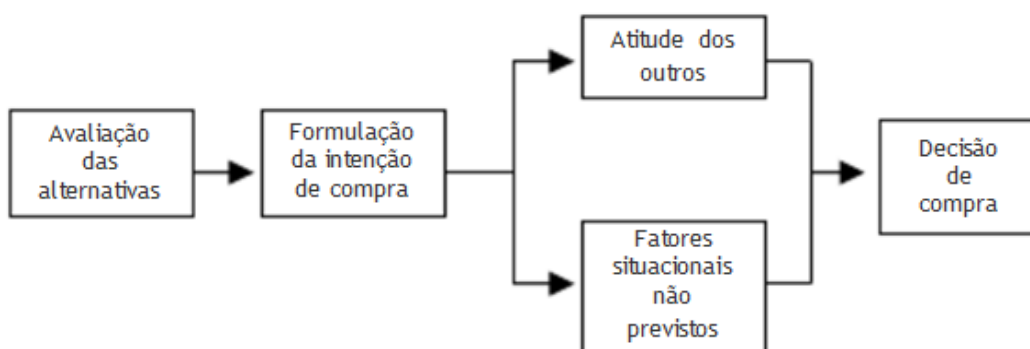 Avaliação
das
alternativas
Formulação
da intenção
de compra
Atitude dos
outros
Fatores
situacionais
não
previstos
Decisão
de
compra